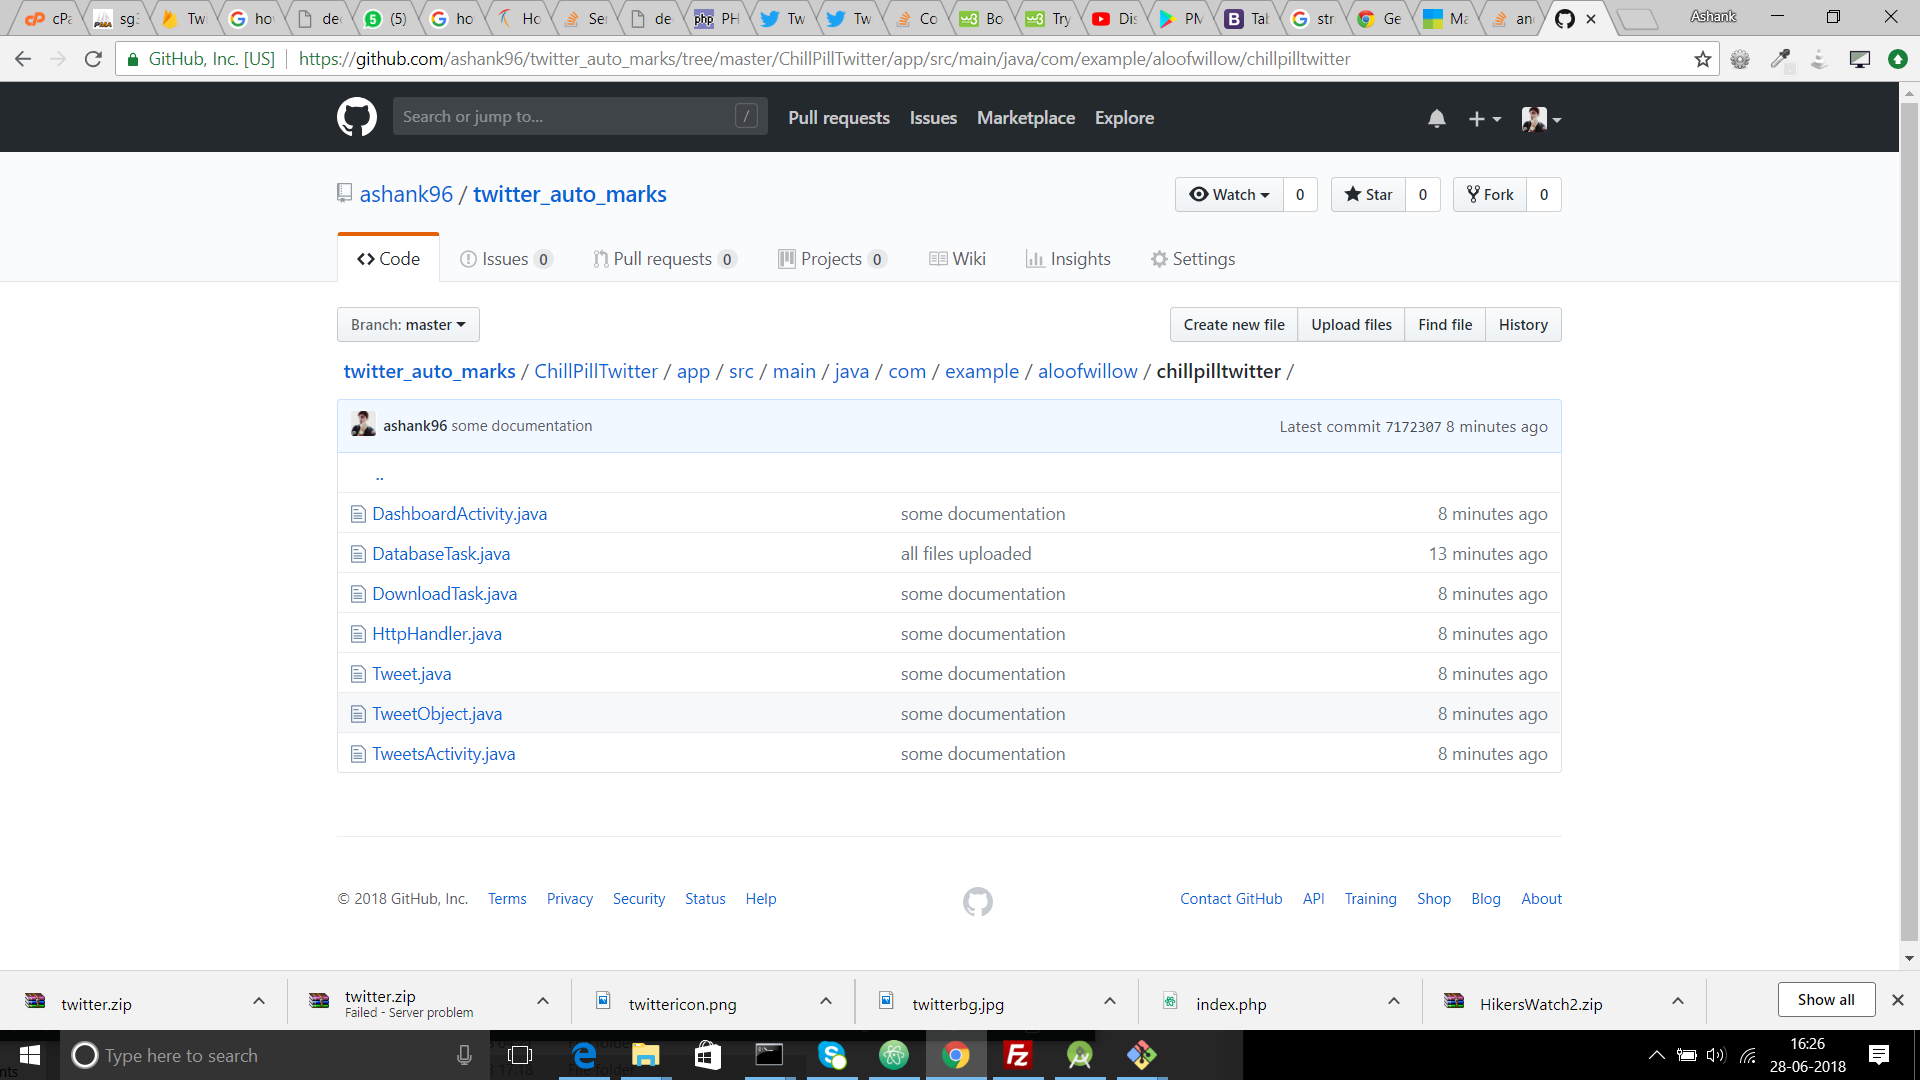 cPa sg3 Tw ho dec (5) ho Ho Ser dec PH Tw Tw Co Bo Try Dis PM Tab str Ge Ma an Ashank
GitHub, Inc. [US] https://github.com/ashank96/twitter_auto_marks/tree/master/ChillPillTwitter/app/src/main/java/com/example/aloofwillow/chillpilltwitter
Search or jump to... / Pull requests Issues Marketplace Explore
ashank96 / twitter_auto_marks Watch 0 Star 0 Fork 0
Code Issues 0 Pull requests 0 Projects 0 Wiki Insights Settings
Branch: master Create new file Upload files Find file History
twitter_auto_marks / ChillPillTwitter / app / src / main / java / com / example / aloofwillow / chillpilltwitter /
ashank96 some documentation Latest commit 7172307 8 minutes ago
..
DashboardActivity.java some documentation 8 minutes ago
DatabaseTask.java all files uploaded 13 minutes ago
DownloadTask.java some documentation 8 minutes ago
HttpHandler.java some documentation 8 minutes ago
Tweet.java some documentation 8 minutes ago
TweetObject.java some documentation 8 minutes ago
TweetsActivity.java some documentation 8 minutes ago
© 2018 GitHub, Inc. Terms Privacy Security Status Help Contact GitHub API Training Shop Blog About
twitter.zip twitter.zip twittericon.png twitterbg.jpg index.php HikersWatch2.zip Show all
Failed - Server problem
Type here to search 16:26
28-06-2018